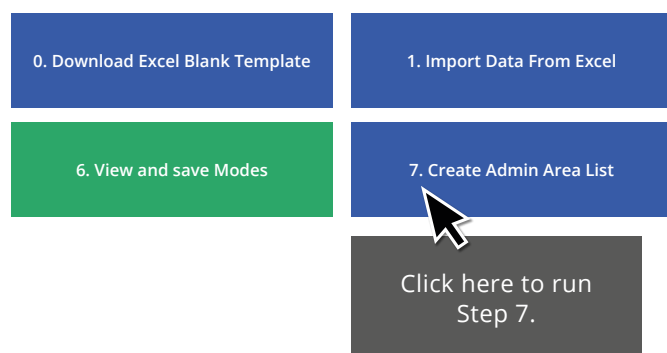 0. Download Excel Blank Template
1. Import Data From Excel
6. View and save Modes
7. Create Admin Area List
Click here to run
Step 7.